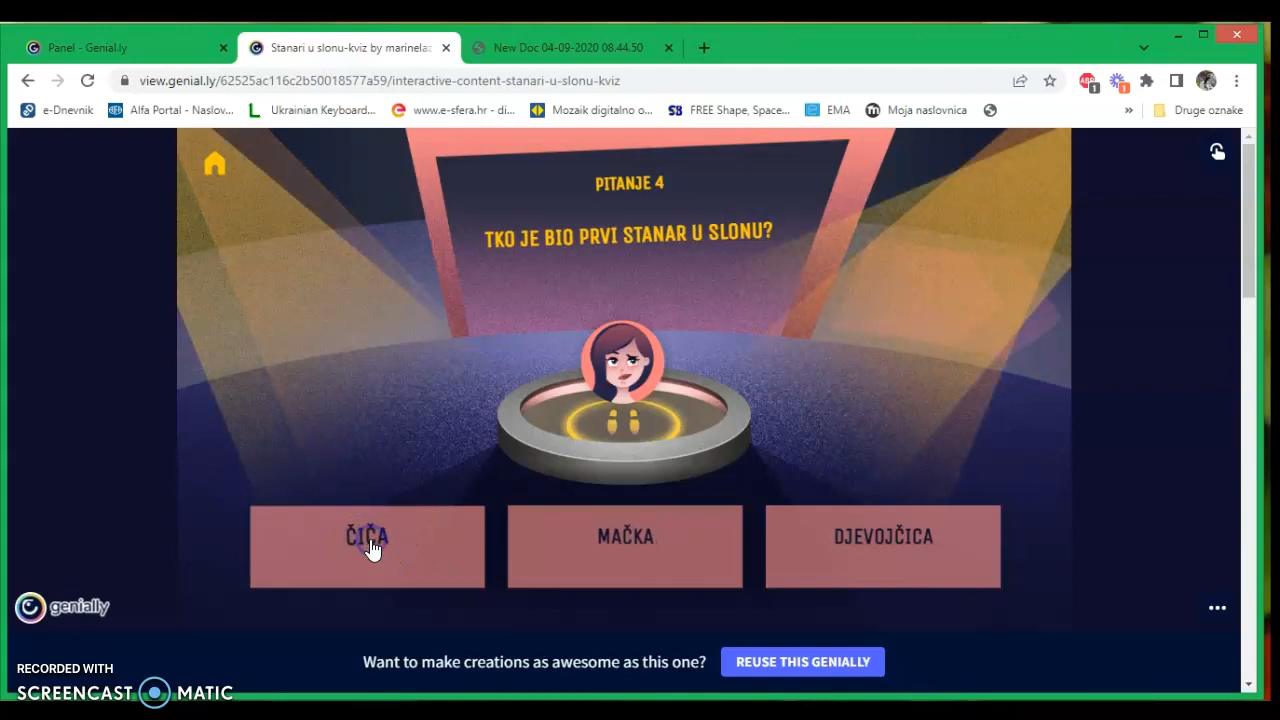 Panel - Genial.ly
Stanari u slonu-kviz by marinelaz
New Doc 04-09-2020 08.44.50
view.genial.ly/62525ac116c2b50018577a59/interactive-content-stanari-u-slonu-kviz
e-Dnevnik
Alfa Portal - Naslov...
Ukrainian Keyboard...
www.e-sfera.hr - di...
Mozaik digitalno o...
FREE Shape, Space...
EMA
Moja naslovnica
Druge oznake
PITANJE 4
TKO JE BIO PRVI STANAR U SLONU?
ČIČA
MAČKA
DJEVOJČICA
genially
Want to make creations as awesome as this one?
REUSE THIS GENIALLY
RECORDED WITH
SCREENCAST MATIC